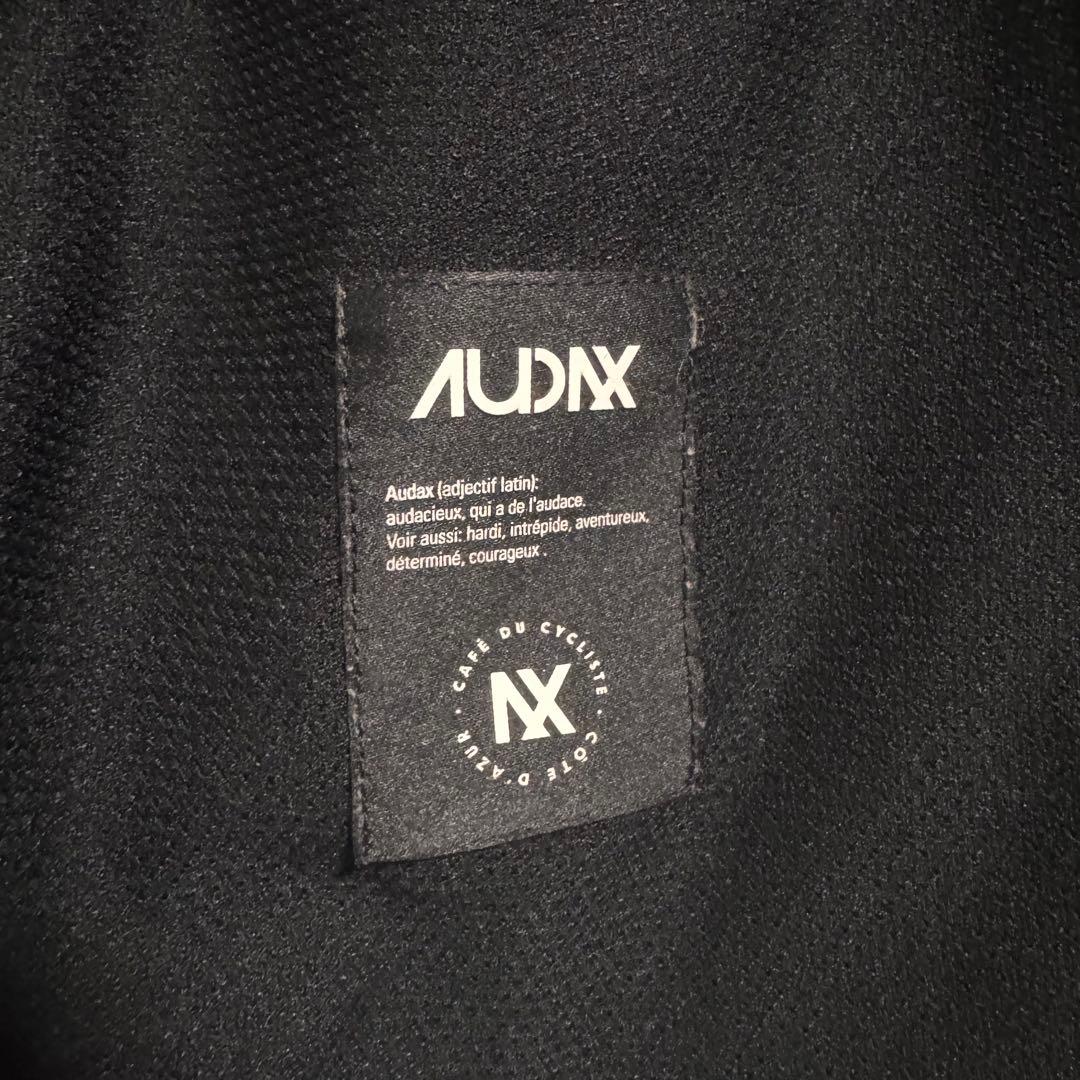 AUDAX
Audax (adjectif latin):
audacieux, qui a de l'audace.
Voir aussi: hardi, intrépide, aventureux,
déterminé, courageux .
CAFÉ DU CYCLISTE · CÔTE D'AZUR ·
AX